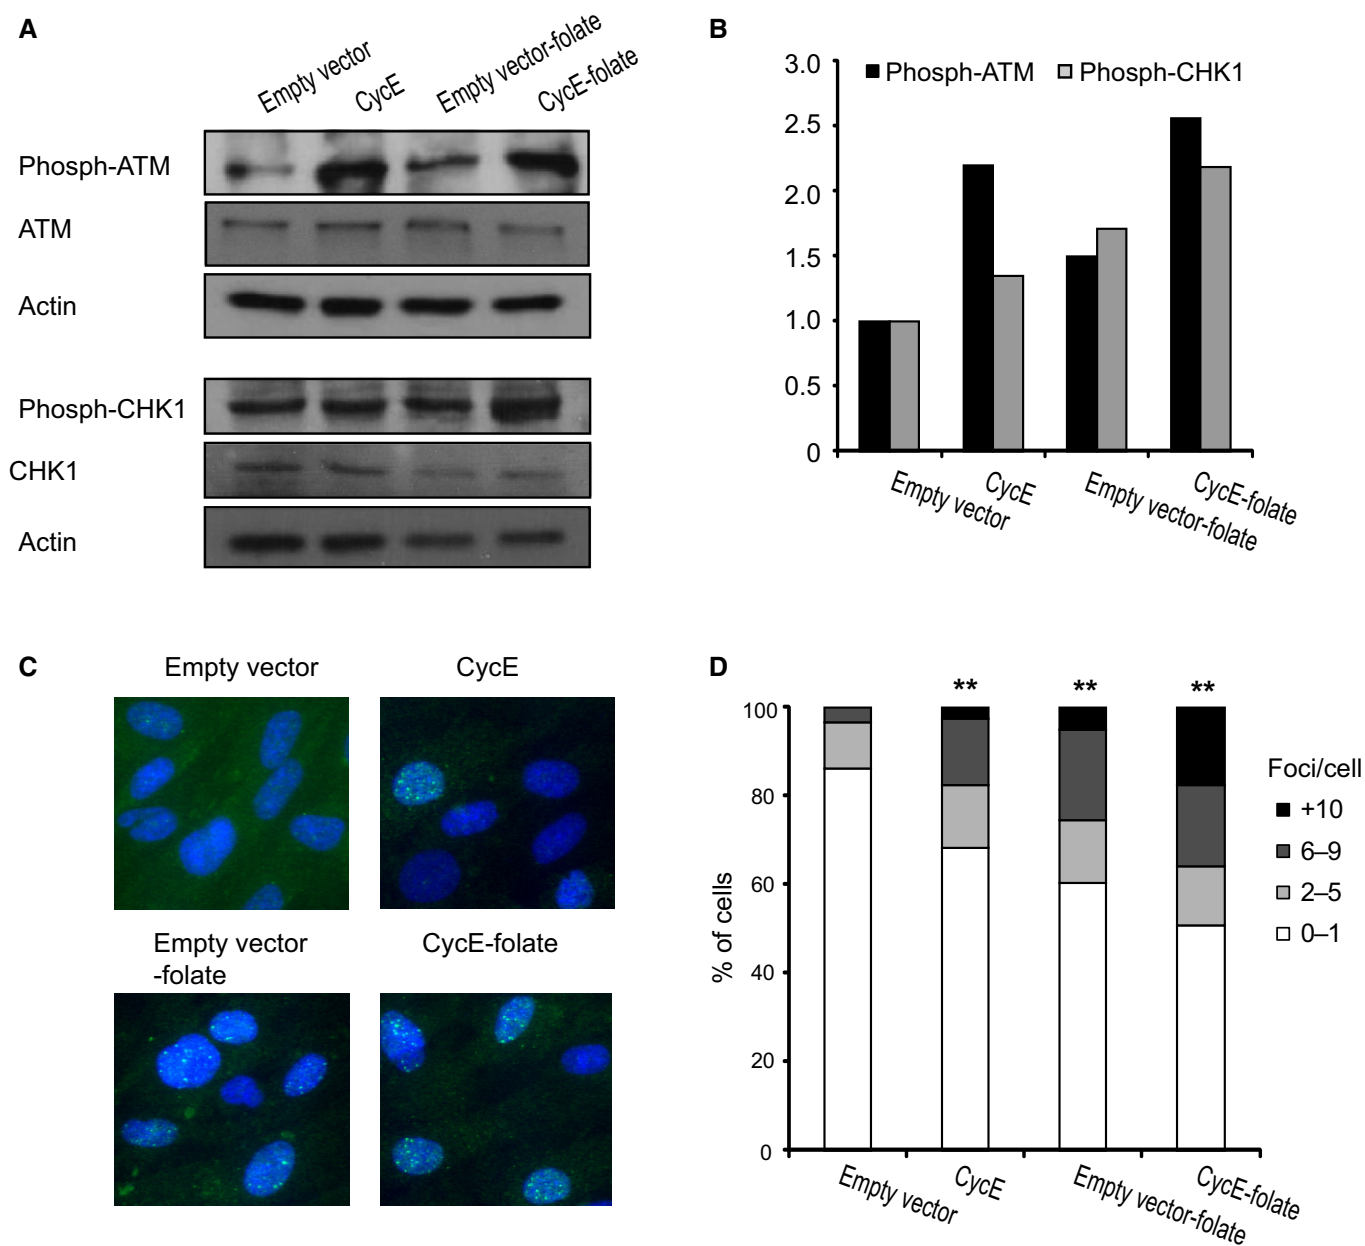 A
Empty vector
CycE
Empty vector-folate
CycE-folate
Phosph-ATM
ATM
Actin
Phosph-CHK1
CHK1
Actin
B
3.0
2.5
2.0
1.5
1.0
0.5
0
Phosph-ATM
Phosph-CHK1
Empty vector
CycE
Empty vector-folate
CycE-folate
C
Empty vector
CycE
Empty vector
-folate
CycE-folate
D
** ** **
100
80
60
40
20
0
% of cells
Foci/cell
+10
6–9
2–5
0–1
Empty vector
CycE
Empty vector-folate
CycE-folate